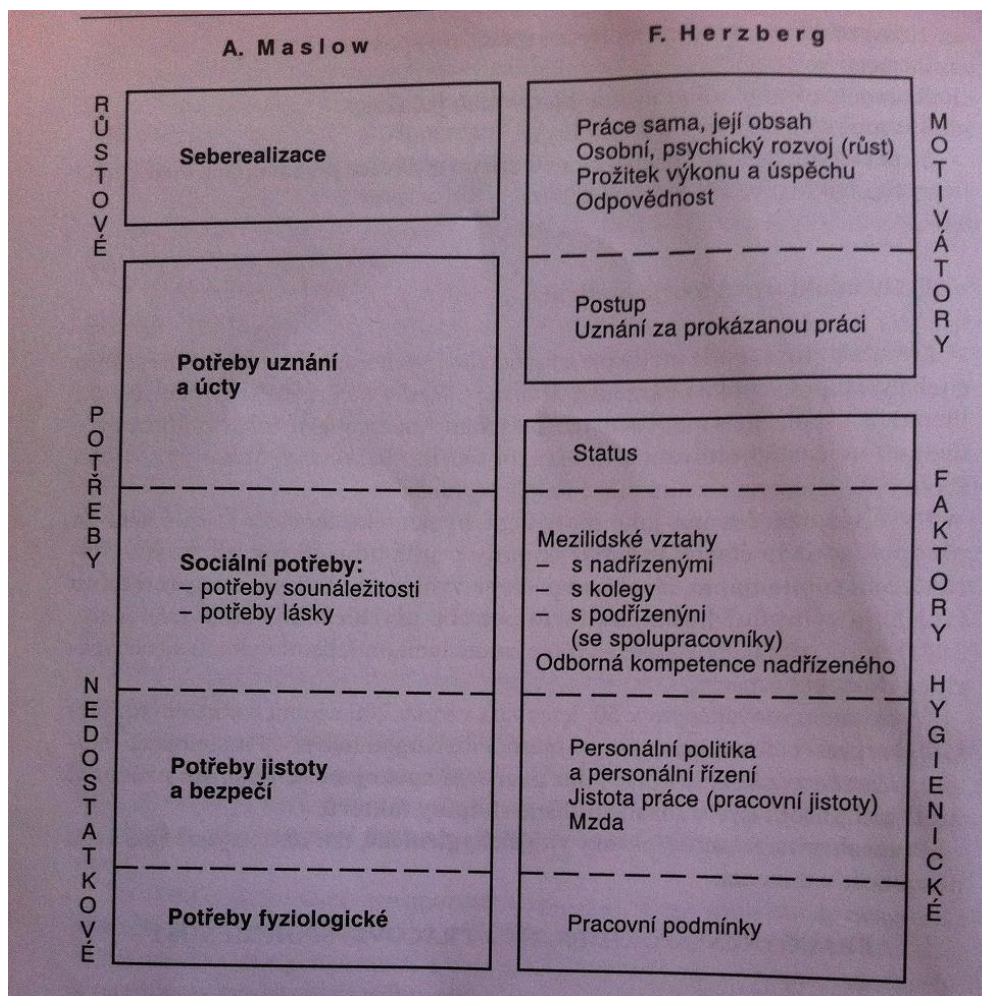 A. Maslow
F. Herzberg
RŮSTOVÉ
POTŘEBY
NEDOSTATKOVÉ
Seberealizace
Potřeby uznání
a úcty
Sociální potřeby:
– potřeby sounáležitosti
– potřeby lásky
Potřeby jistoty
a bezpečí
Potřeby fyziologické
Práce sama, její obsah
Osobní, psychický rozvoj (růst)
Prožitek výkonu a úspěchu
Odpovědnost
Postup
Uznání za prokázanou práci
Status
Mezilidské vztahy
– s nadřízenými
– s kolegy
– s podřízenýni
(se spolupracovníky)
Odborná kompetence nadřízeného
Personální politika
a personální řízení
Jistota práce (pracovní jistoty)
Mzda
Pracovní podmínky
MOTIVÁTORY
FAKTORY
HYGIENICKÉ